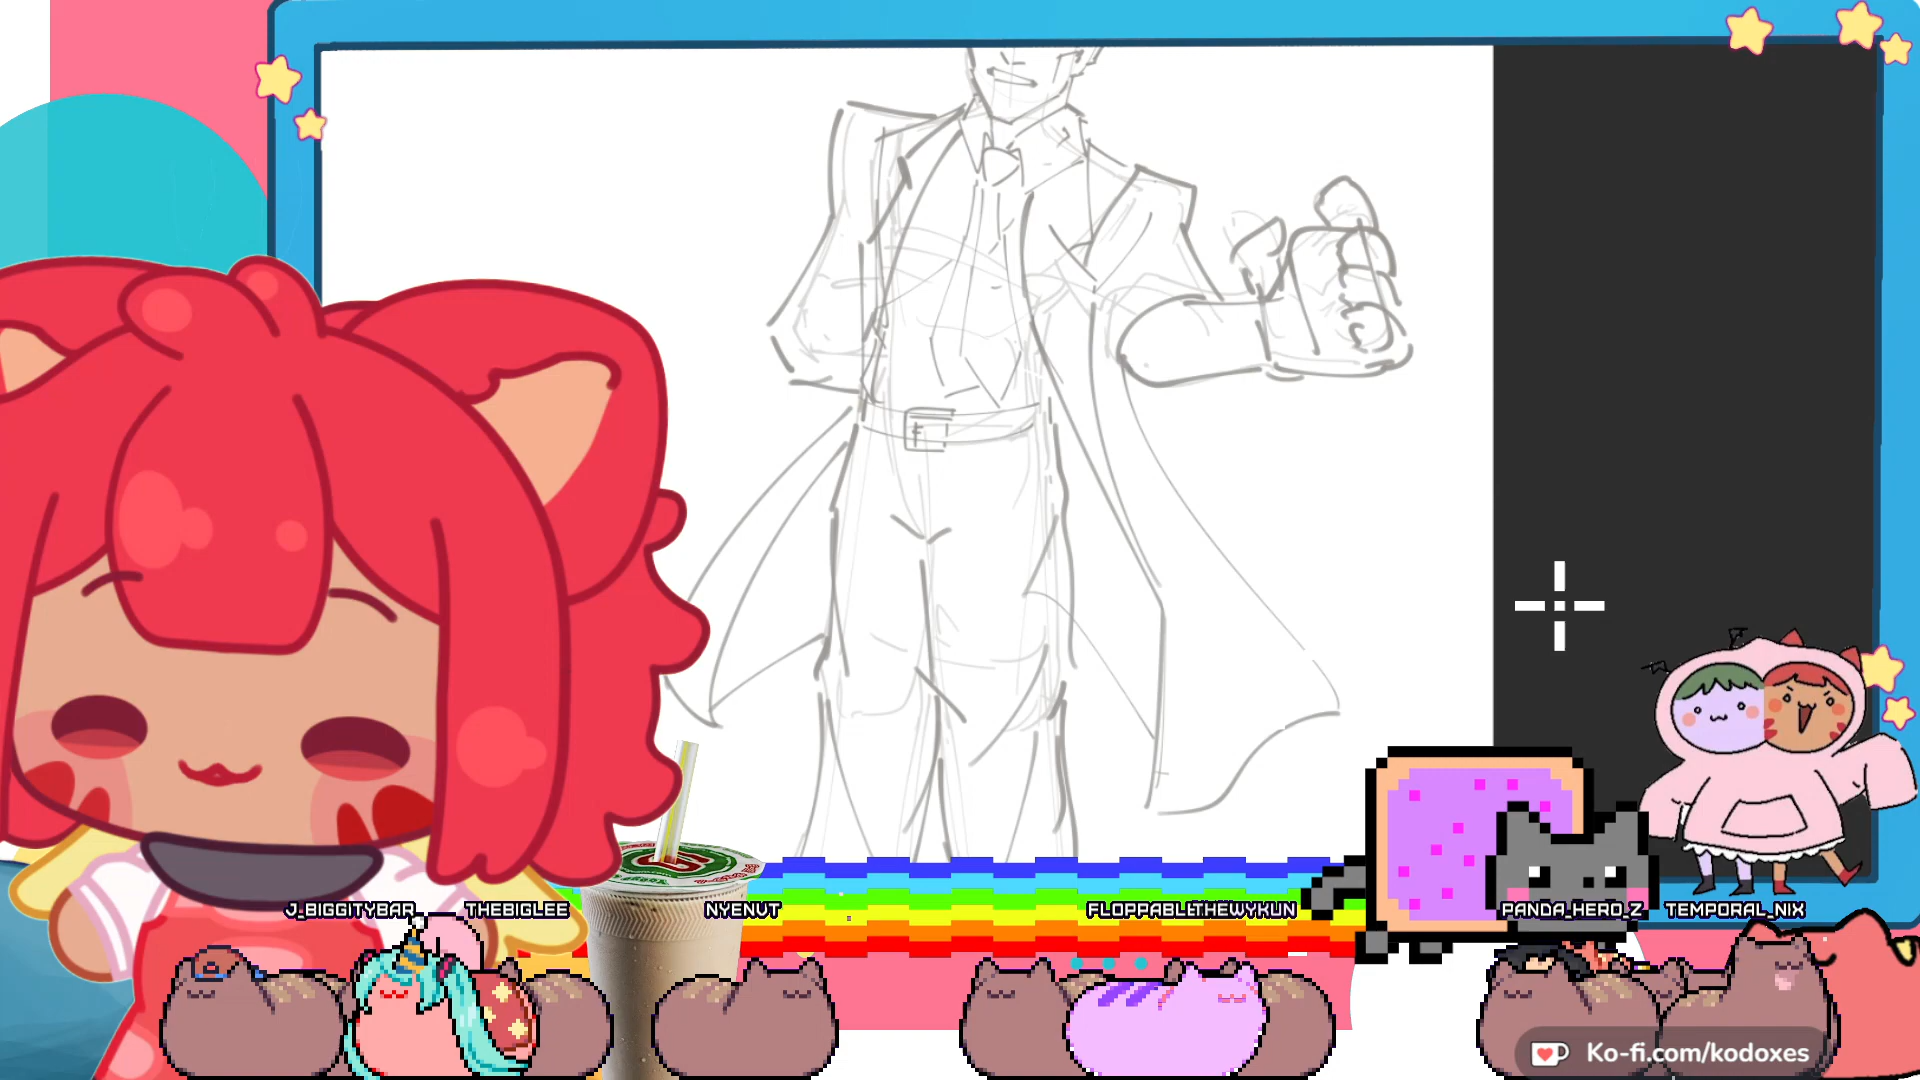 J_BIGGITYBAR THEBIGLEE NYENUT FLOPPABLETHEWYKUN PANDA_HERO_Z TEMPORAL_NIX
Ko-fi.com/kodoxes